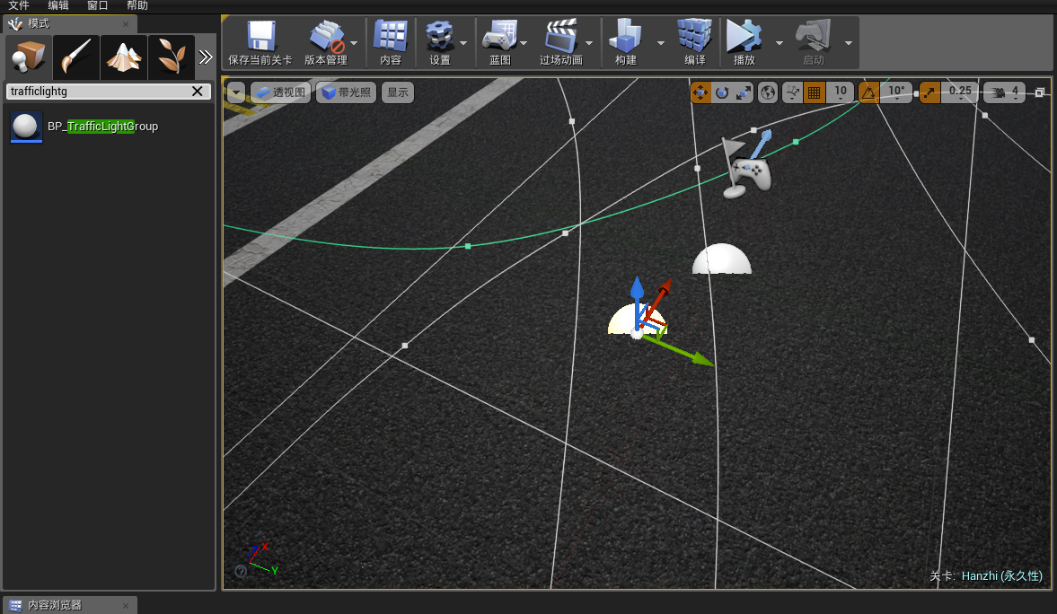 文件 编辑 窗口 帮助
模式
保存当前关卡 版本管理 内容 设置 蓝图 过场动画 构建 编译 播放 启动
trafficlightg
透视图 带光照 显示 10 10° 0.25 4
BP_TrafficLightGroup
X
Y
关卡: Hanzhi (永久性)
内容浏览器